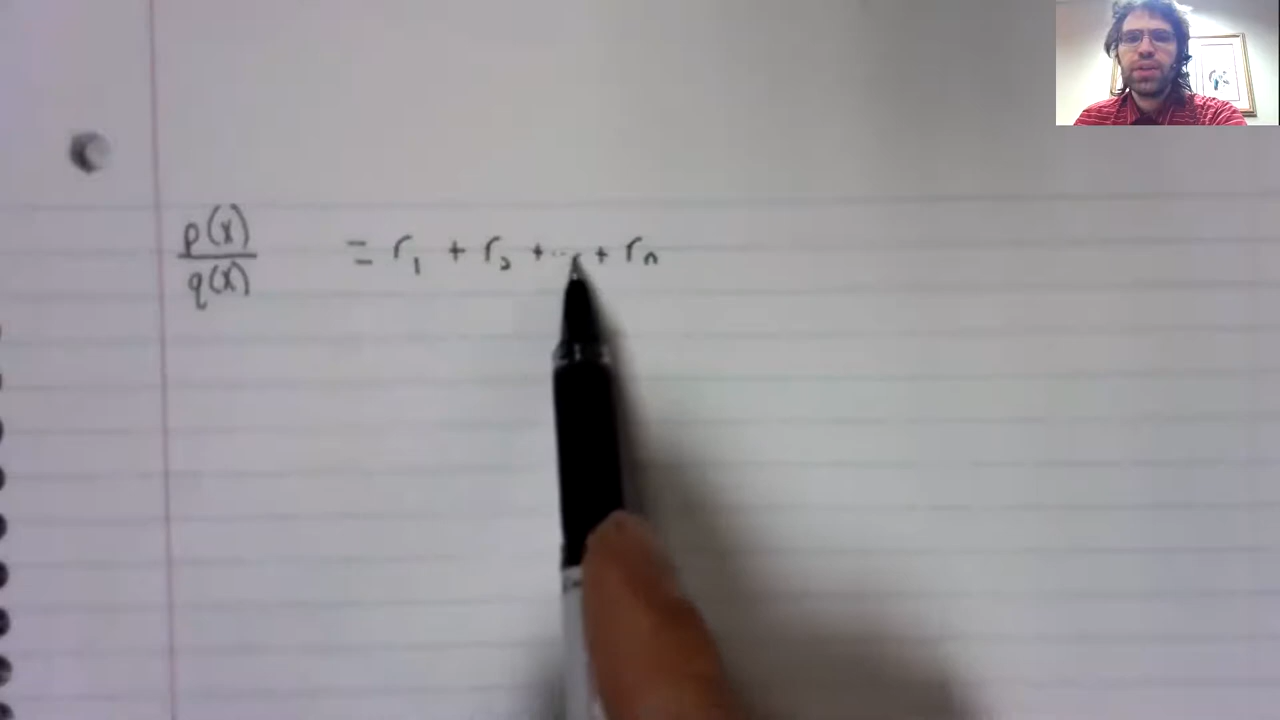 p(x)/q(x) = r₁ + r₂ + ... + rₙ